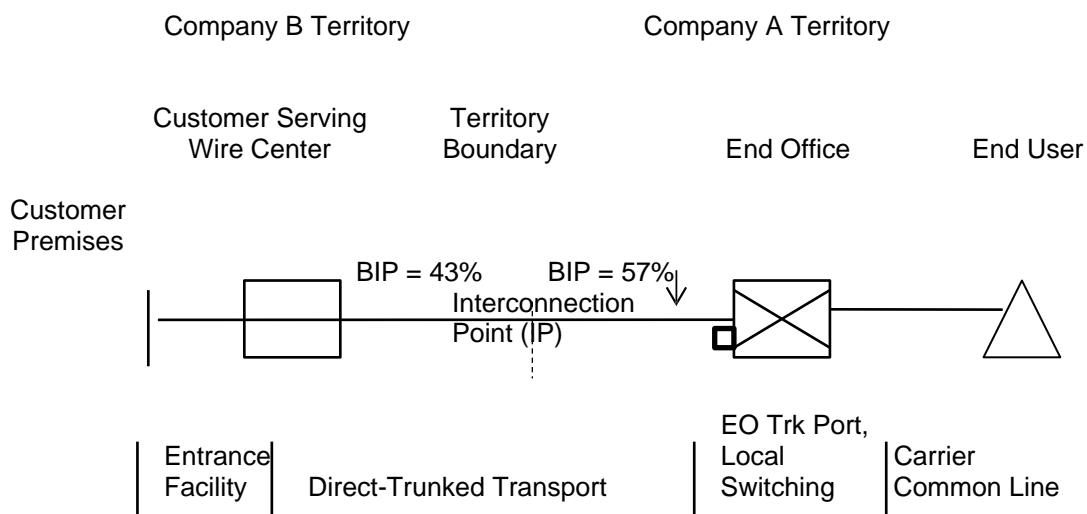 Company B Territory
Company A Territory
Customer Serving
Wire Center
Territory
Boundary
End Office
End User
Customer
Premises
BIP = 43%
BIP = 57%
Interconnection
Point (IP)
Entrance
Facility
Direct-Trunked Transport
EO Trk Port,
Local
Switching
Carrier
Common Line